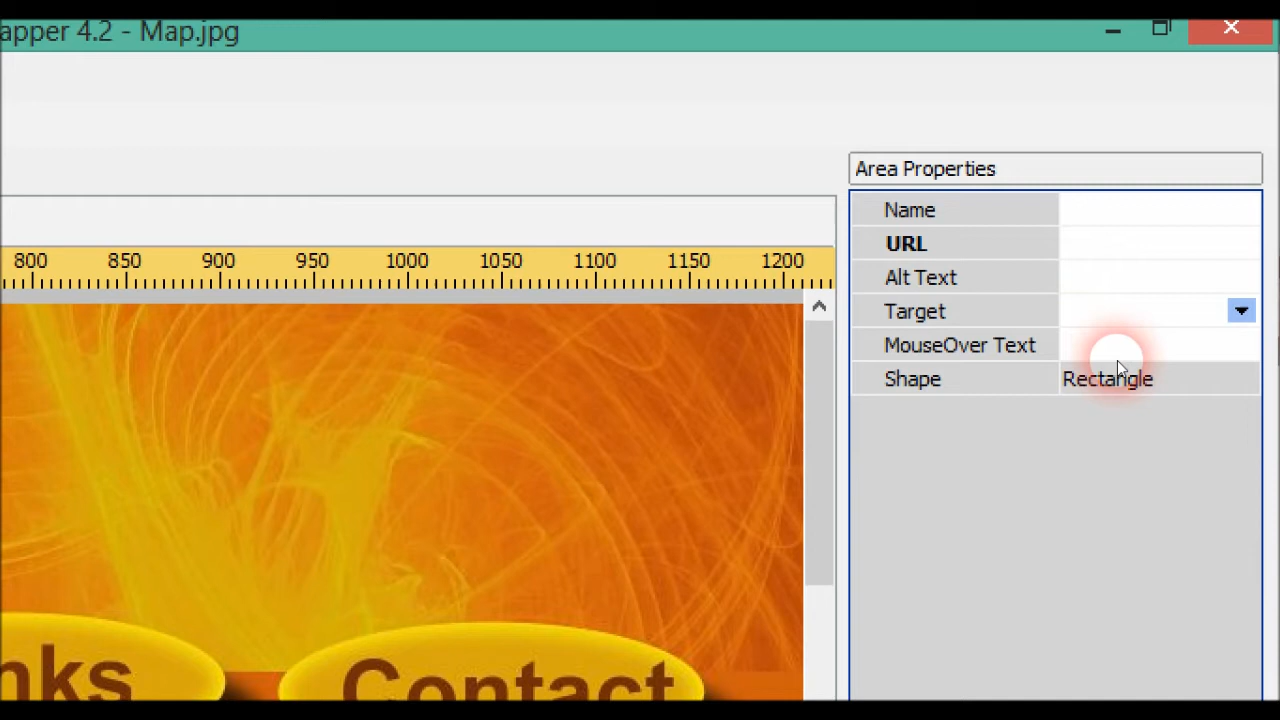 apper 4.2 - Map.jpg
Area Properties
Name
URL
Alt Text
Target
MouseOver Text
Shape Rectangle
800 850 900 950 1000 1050 1100 1150 1200
nks
Contact